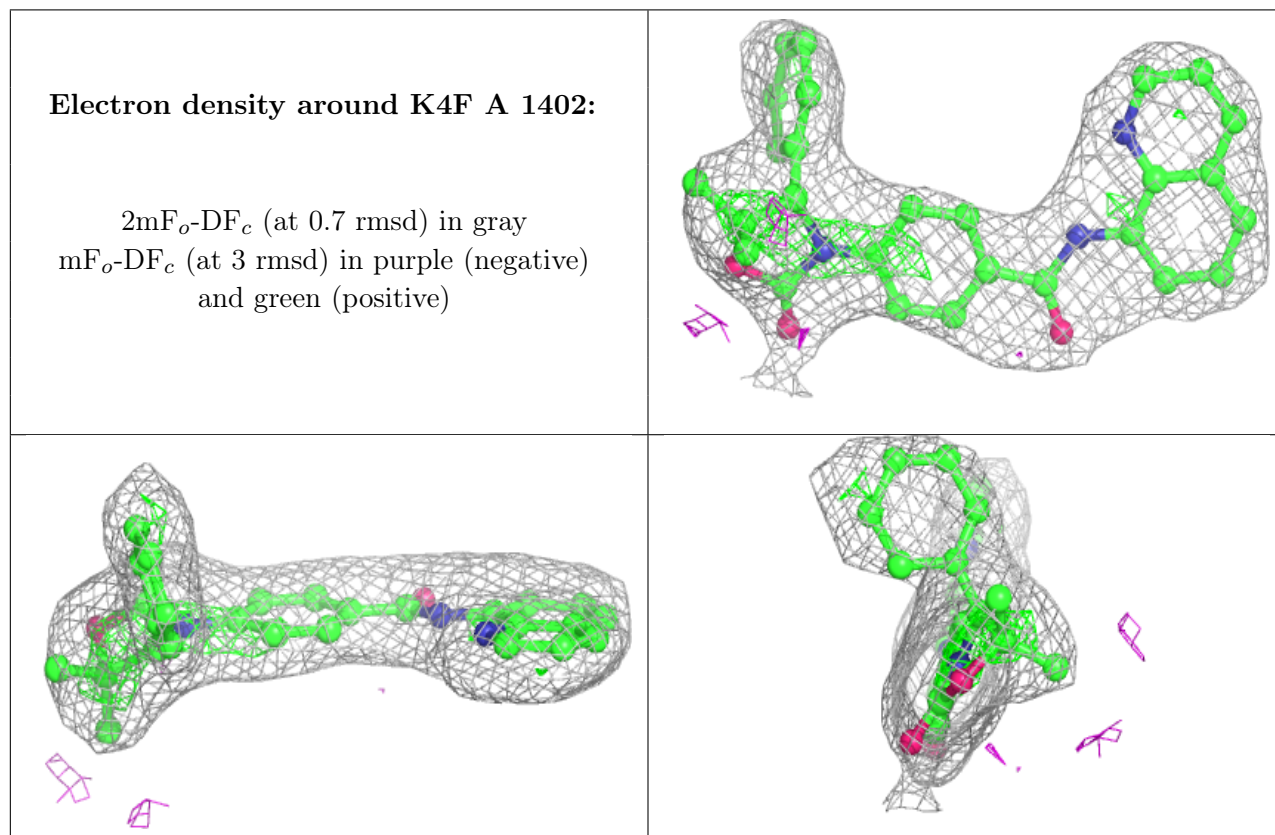 Electron density around K4F A 1402:
2mFo-DFc (at 0.7 rmsd) in gray
mFo-DFc (at 3 rmsd) in purple (negative)
and green (positive)